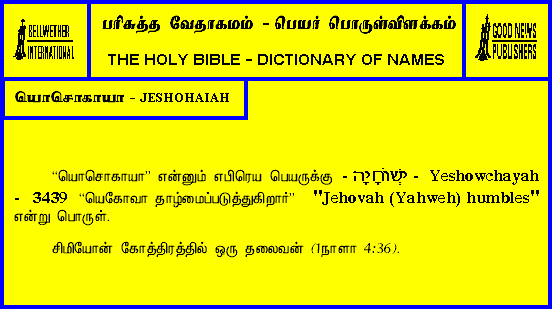 BELLWETHER
INTERNATIONAL
பரிசுத்த வேதாகமம் - பெயர் பொருள்விளக்கம்
THE HOLY BIBLE - DICTIONARY OF NAMES
GOOD NEWS
PUBLISHERS
யொசொகாயா - JESHOHAIAH
“யொசொகாயா” என்னும் எபிரெய பெயருக்கு - יְשׁוֹחָיָה - Yeshowchayah
- 3439 “யெகோவா தாழ்மைப்படுத்துகிறார்” "Jehovah (Yahweh) humbles"
என்று பொருள்.
சிமியோன் கோத்திரத்தில் ஒரு தலைவன் (1நாளா 4:36).